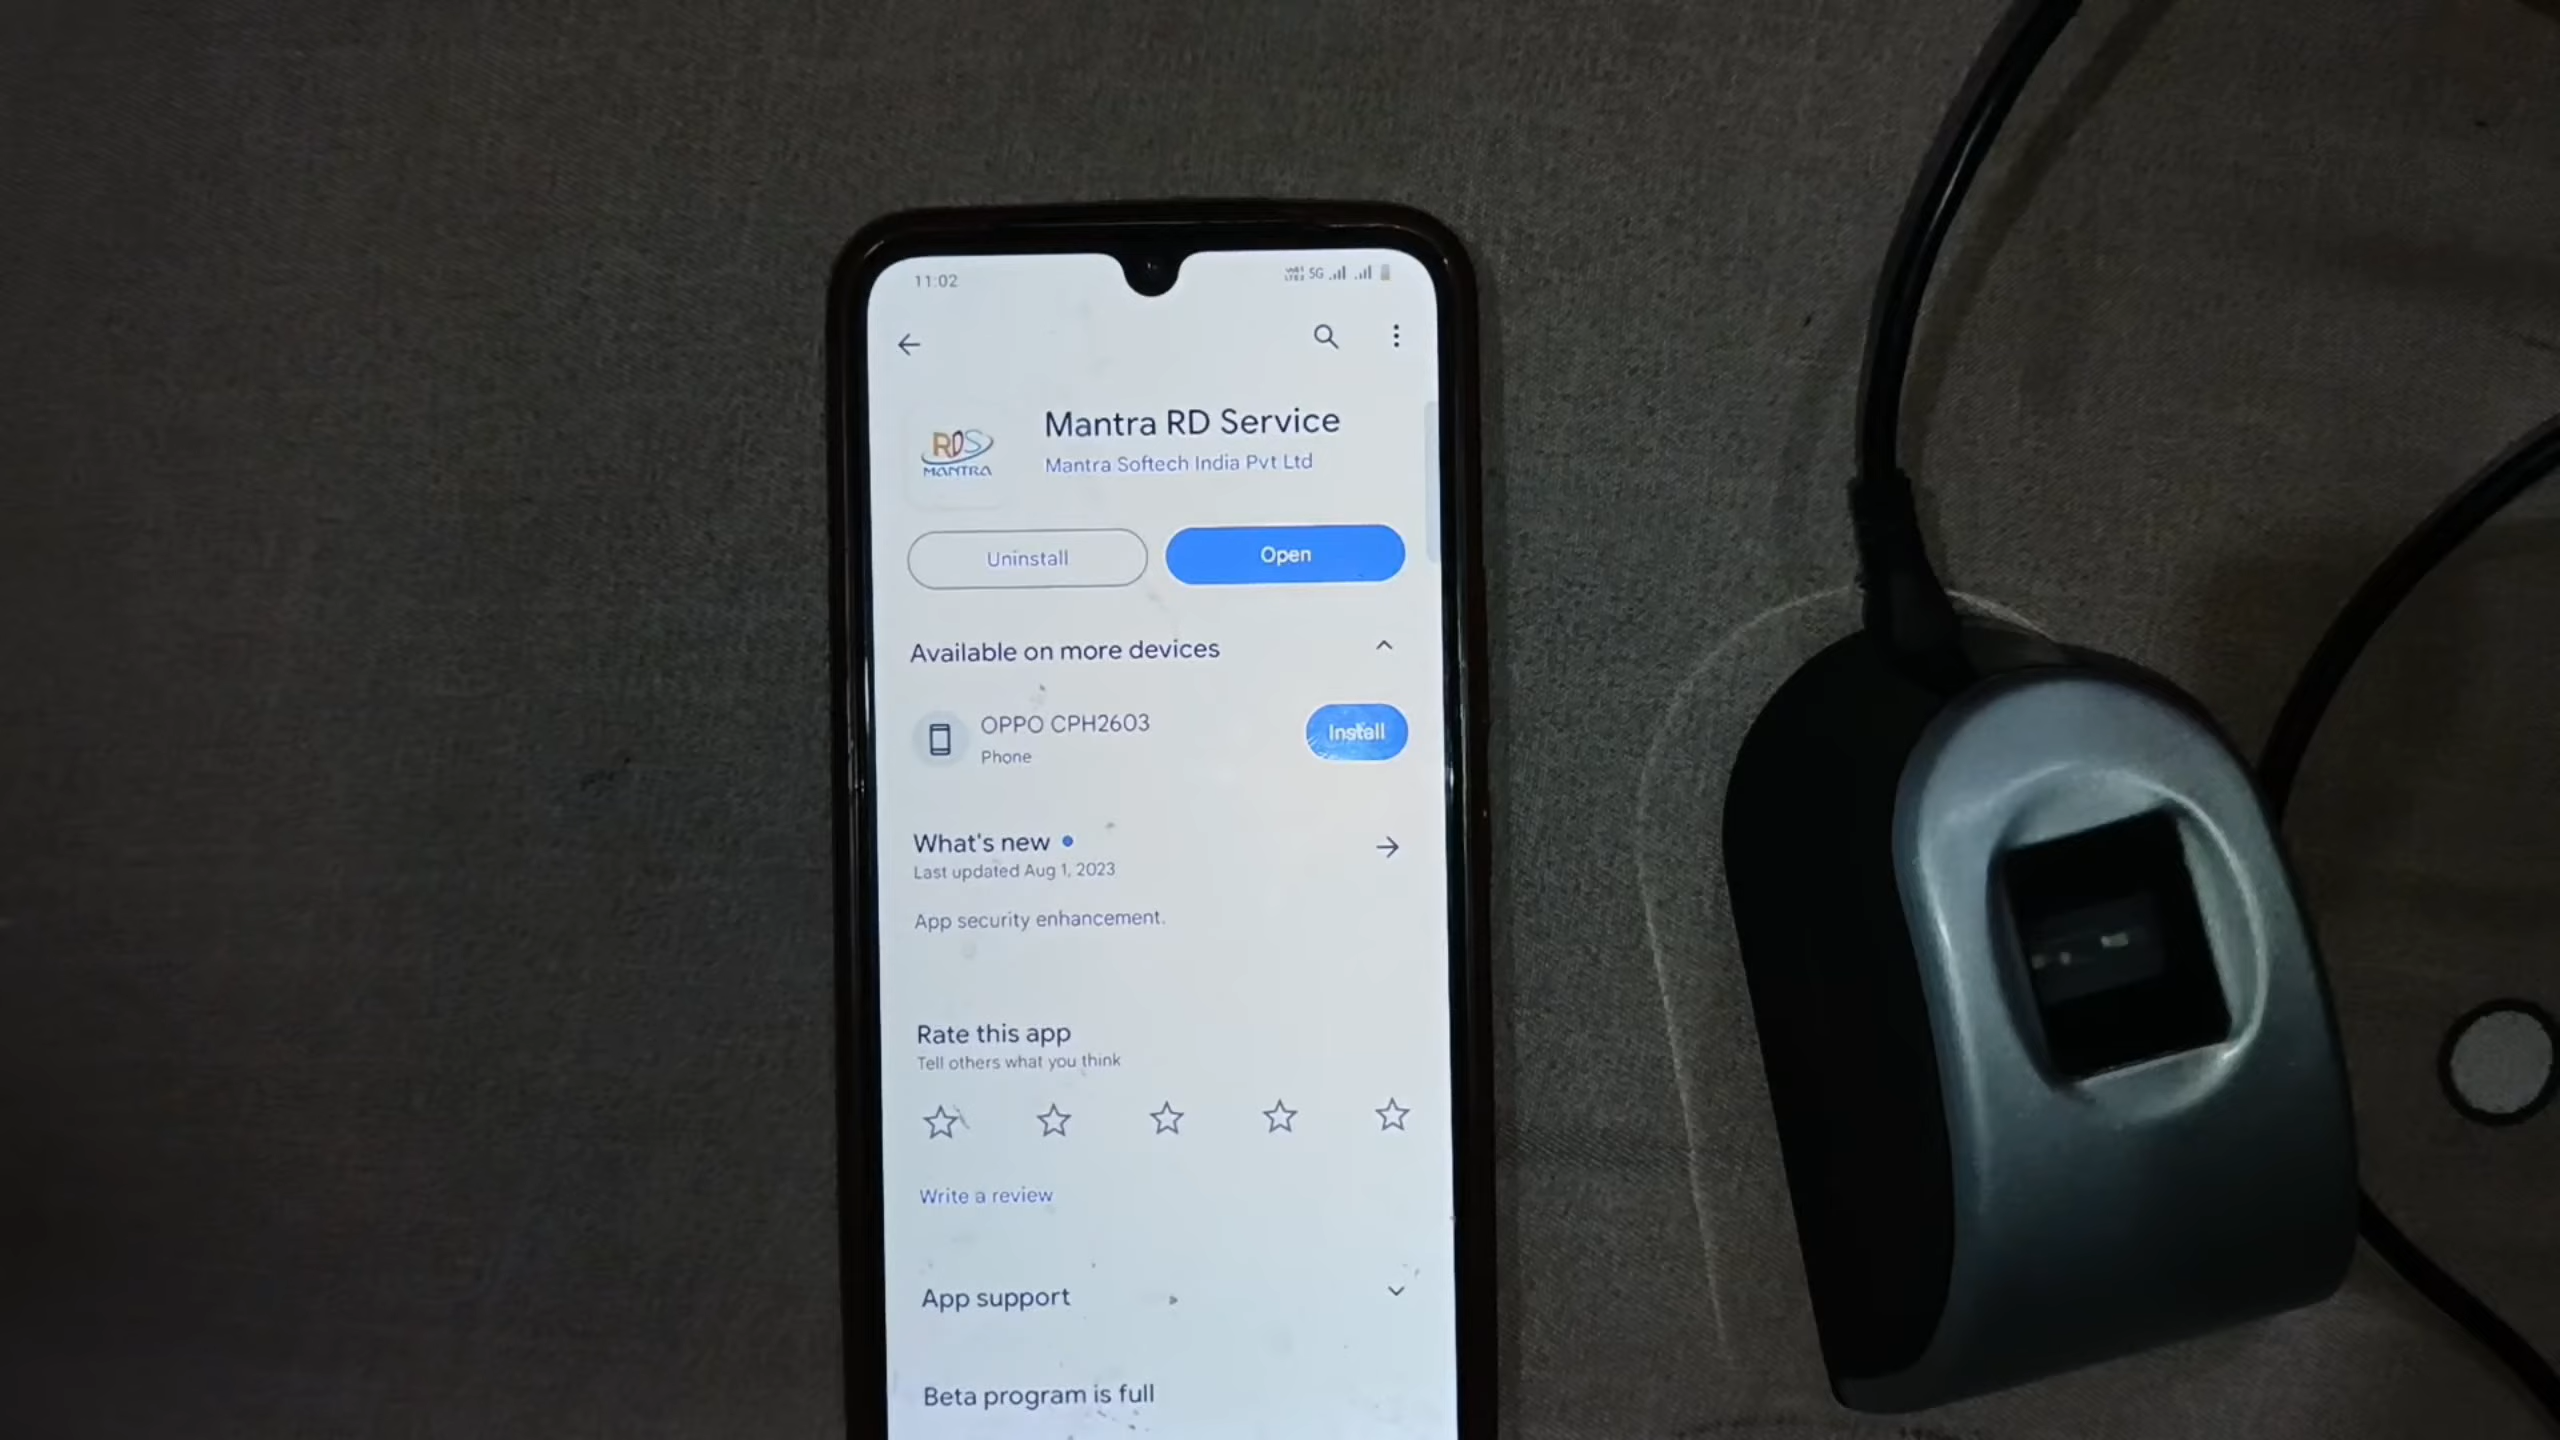 11:02
5G
RDS
MANTRA
Mantra RD Service
Mantra Softech India Pvt Ltd
Uninstall
Open
Available on more devices
OPPO CPH2603
Phone
Install
What's new
Last updated Aug 1, 2023
App security enhancement.
Rate this app
Tell others what you think
Write a review
App support
Beta program is full